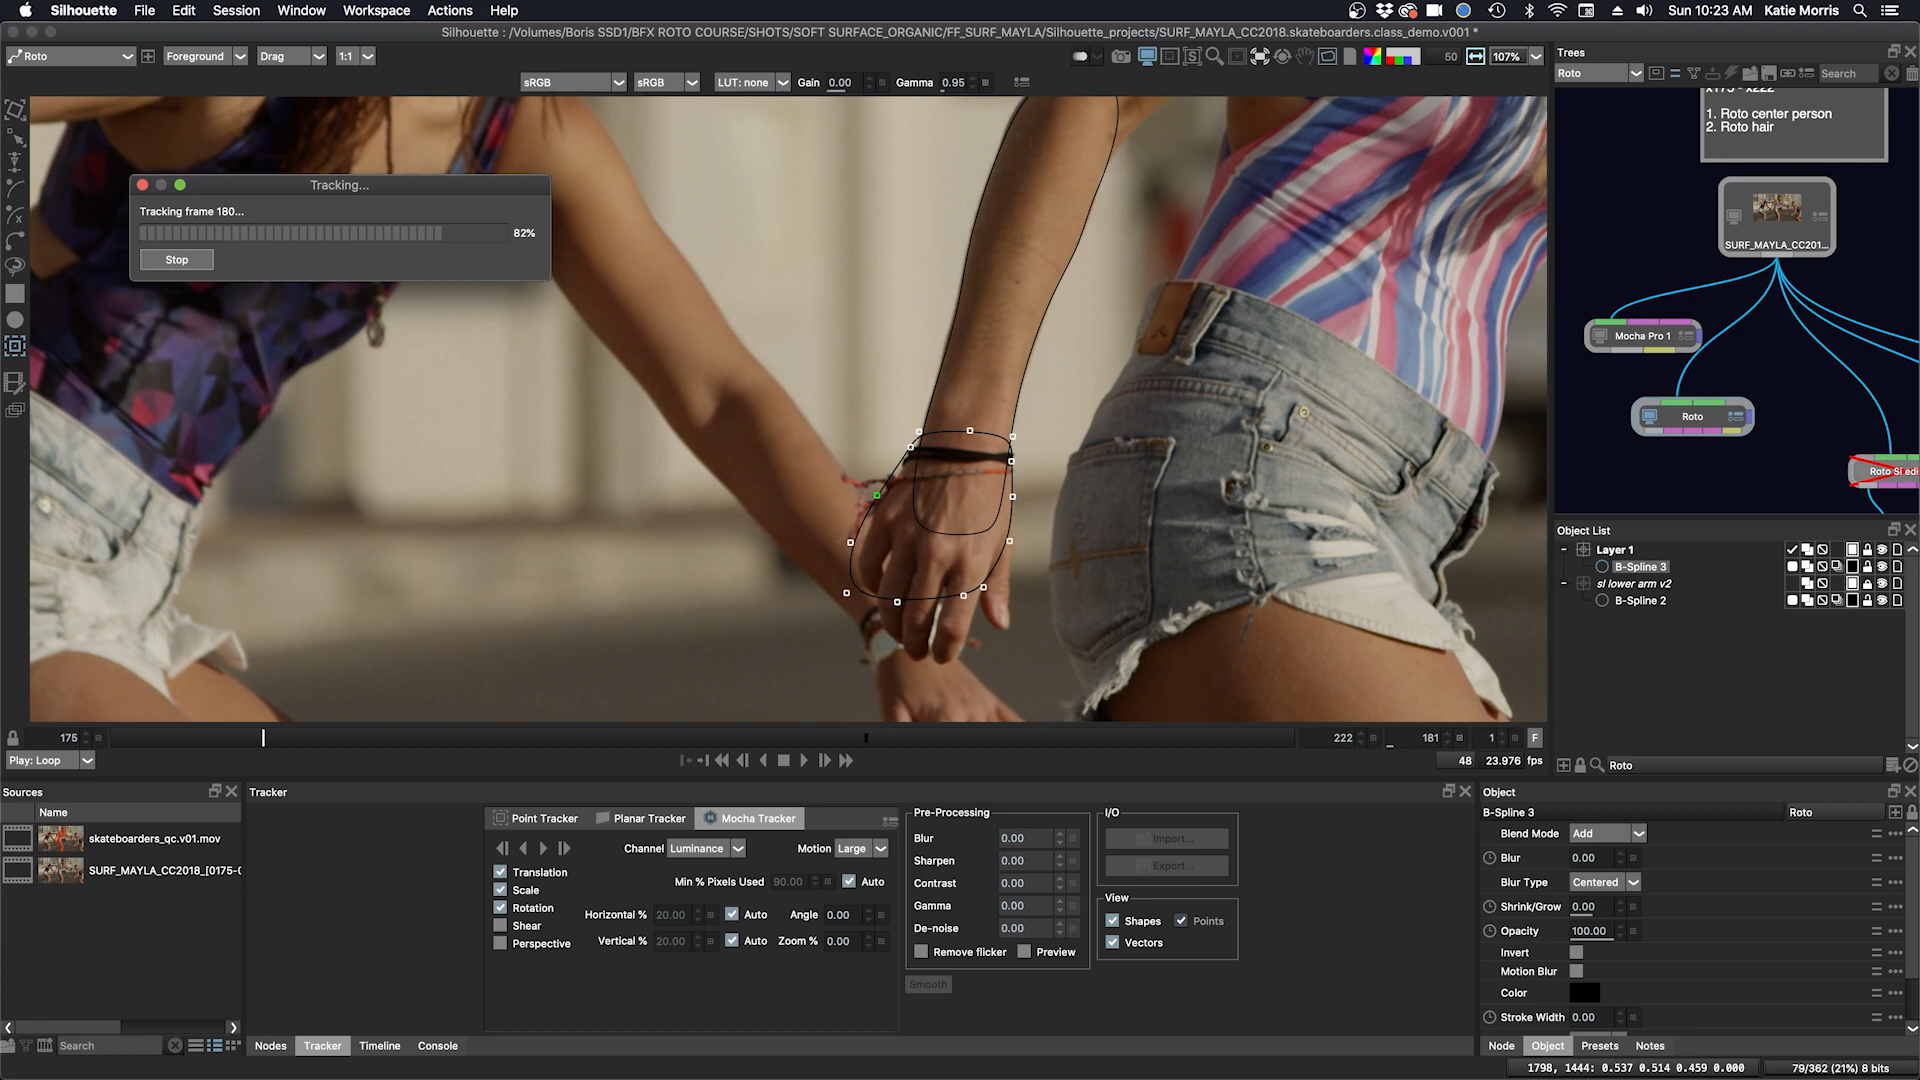 Silhouette File Edit Session Window Workspace Actions Help
Sun 10:23 AM Katie Morris
Silhouette : /Volumes/Boris SSD1/BFX ROTO COURSE/SHOTS/SOFT SURFACE_ORGANIC/FF_SURF_MAYLA/Silhouette_projects/SURF_MAYLA_CC2018.skateboarders.class_demo.v001 *
Roto Foreground Drag 1:1
50 107%
sRGB sRGB LUT: none Gain 0.00 Gamma 0.95
Trees
Roto Search
x175 - x222
1. Roto center person
2. Roto hair
SURF_MAYLA_CC201...
Mocha Pro 1
Roto
Roto Sl edi
Tracking...
Tracking frame 180...
82%
Stop
Object List
Layer 1
B-Spline 3
sl lower arm v2
B-Spline 2
Roto
175 222 181 1 F
Play: Loop
48 23.976 fps
Sources
Name
skateboarders_qc.v01.mov
SURF_MAYLA_CC2018_[0175-0
Search
Tracker
Point Tracker Planar Tracker Mocha Tracker
Channel Luminance Motion Large
Translation
Scale
Rotation
Shear
Perspective
Min % Pixels Used 90.00 Auto
Horizontal % 20.00 Auto Angle 0.00
Vertical % 20.00 Auto Zoom % 0.00
Pre-Processing
Blur 0.00
Sharpen 0.00
Contrast 0.00
Gamma 0.00
De-noise 0.00
Remove flicker Preview
Smooth
I/O
Import...
Export...
View
Shapes Points
Vectors
Nodes Tracker Timeline Console
Object
B-Spline 3 Roto
Blend Mode Add
Blur 0.00
Blur Type Centered
Shrink/Grow 0.00
Opacity 100.00
Invert
Motion Blur
Color
Stroke Width 0.00
Node Object Presets Notes
1798, 1444: 0.537 0.514 0.459 0.000 79/362 (21%) 8 bits